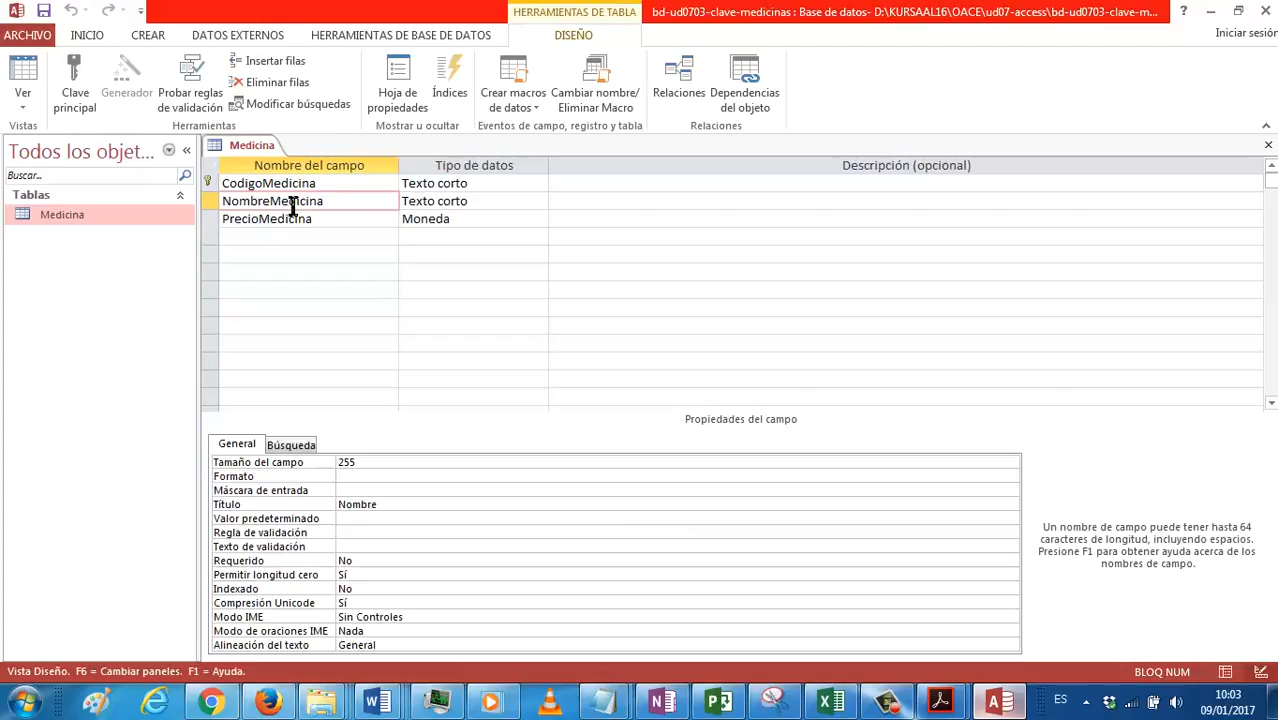 HERRAMIENTAS DE TABLA
bd-ud0703-clave-medicinas : Base de datos- D:\KURSAAL16\OACE\ud07-access\bd-ud0703-clave-m...
?
ARCHIVO INICIO CREAR DATOS EXTERNOS HERRAMIENTAS DE BASE DE DATOS DISEÑO Iniciar sesión
Ver
Clave principal
Generador
Probar reglas de validación
Insertar filas
Eliminar filas
Modificar búsquedas
Hoja de propiedades
Índices
Crear macros de datos
Cambiar nombre/ Eliminar Macro
Relaciones
Dependencias del objeto
Vistas Herramientas Mostrar u ocultar Eventos de campo, registro y tabla Relaciones
Todos los objet...
Buscar...
Tablas
Medicina
Medicina
Nombre del campo Tipo de datos Descripción (opcional)
CodigoMedicina Texto corto
NombreMedicina Texto corto
PrecioMedicina Moneda
Propiedades del campo
General Búsqueda
Tamaño del campo 255
Formato
Máscara de entrada
Título Nombre
Valor predeterminado
Regla de validación
Texto de validación
Requerido No
Permitir longitud cero Sí
Indexado No
Compresión Unicode Sí
Modo IME Sin Controles
Modo de oraciones IME Nada
Alineación del texto General
Un nombre de campo puede tener hasta 64
caracteres de longitud, incluyendo espacios.
Presione F1 para obtener ayuda acerca de los
nombres de campo.
Vista Diseño. F6 = Cambiar paneles. F1 = Ayuda. BLOQ NUM
ES
10:03
09/01/2017